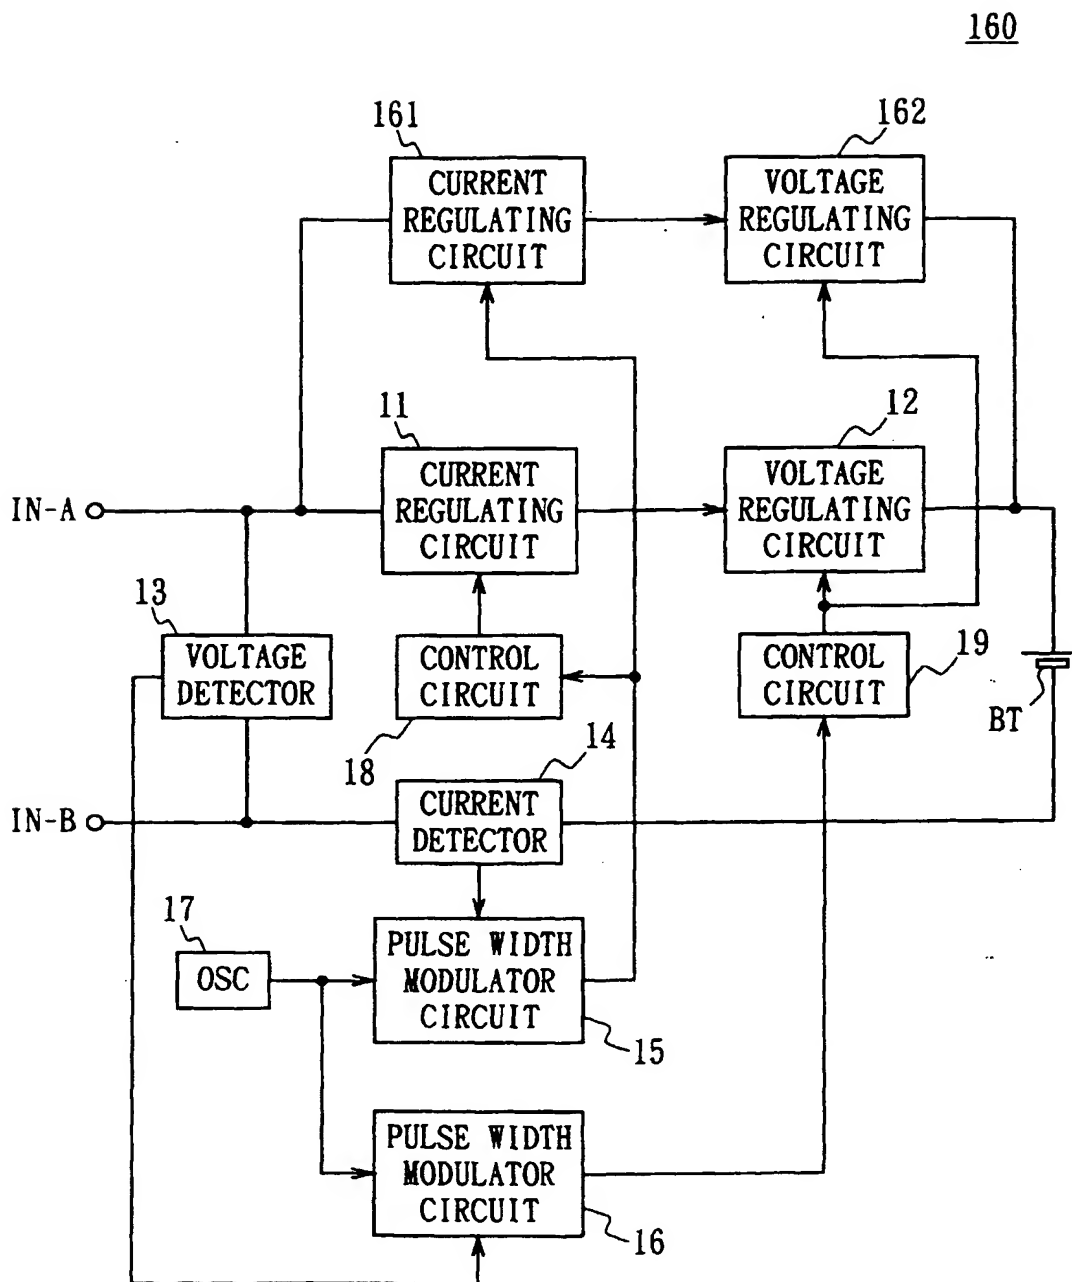 160
161
162
CURRENT
REGULATING
CIRCUIT
VOLTAGE
REGULATING
CIRCUIT
11
12
IN-A
CURRENT
REGULATING
CIRCUIT
VOLTAGE
REGULATING
CIRCUIT
13
VOLTAGE
DETECTOR
CONTROL
CIRCUIT
18
CONTROL
CIRCUIT
19
BT
14
IN-B
CURRENT
DETECTOR
17
OSC
PULSE WIDTH
MODULATOR
CIRCUIT
15
PULSE WIDTH
MODULATOR
CIRCUIT
16